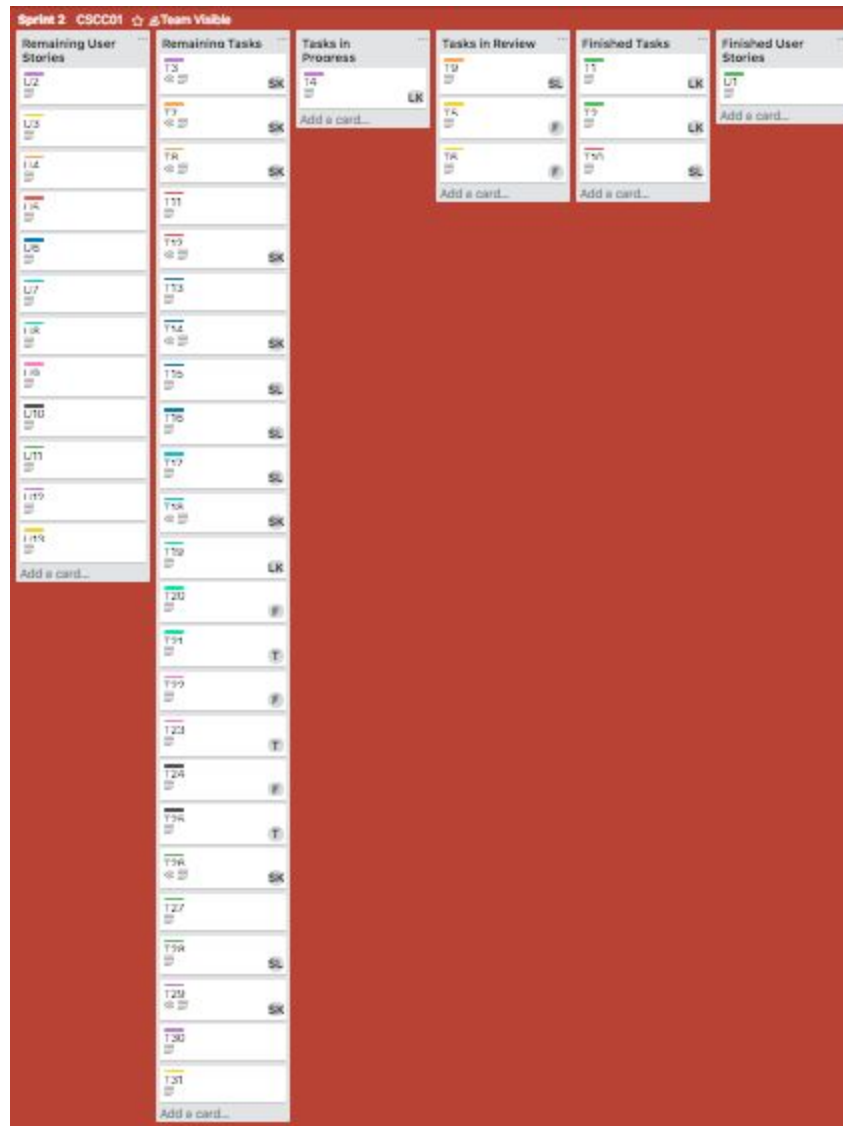 Sprint 2 CSCC01 Team Visible
Remaining User
Stories
U2
U3
U4
U5
U6
U7
U8
U9
U10
U11
U12
U13
Add a card...
Remaining Tasks
T3
SK
T7
SK
T8
SK
T11
T12
SK
T13
T14
SK
T15
SL
T16
SL
T17
SL
T18
SK
T19
LK
T20
F
T21
T
T22
F
T23
T
T24
F
T25
T
T26
SK
T27
T28
SL
T29
SK
T30
T31
Add a card...
Tasks in
Progress
T4
LK
Add a card...
Tasks in Review
T9
SL
T5
F
T6
F
Add a card...
Finished Tasks
T1
LK
T2
LK
T10
SL
Add a card...
Finished User
Stories
U1
Add a card...